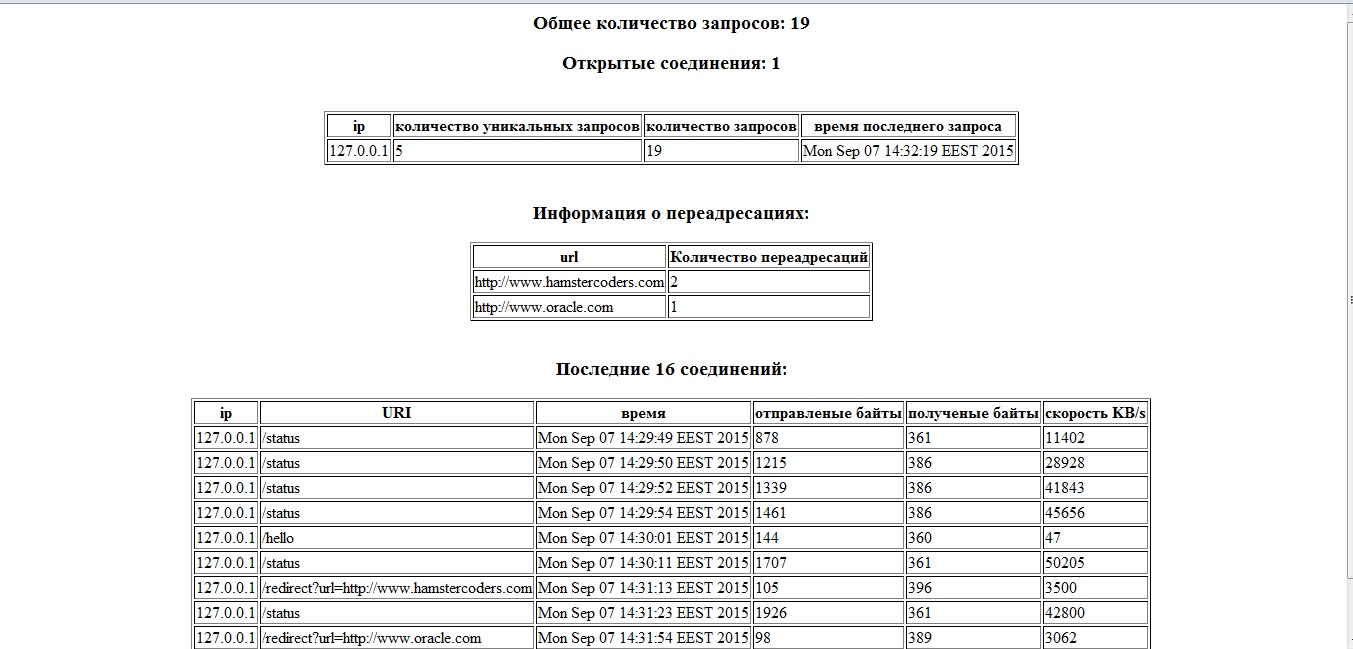 Общее количество запросов: 19
Открытые соединения: 1
ip количество уникальных запросов количество запросов время последнего запроса
127.0.0.1 5 19 Mon Sep 07 14:32:19 EEST 2015
Информация о переадресациях:
url Количество переадресаций
http://www.hamstercoders.com 2
http://www.oracle.com 1
Последние 16 соединений:
ip URI время отправленые байты полученые байты скорость KB/s
127.0.0.1 /status Mon Sep 07 14:29:49 EEST 2015 878 361 11402
127.0.0.1 /status Mon Sep 07 14:29:50 EEST 2015 1215 386 28928
127.0.0.1 /status Mon Sep 07 14:29:52 EEST 2015 1339 386 41843
127.0.0.1 /status Mon Sep 07 14:29:54 EEST 2015 1461 386 45656
127.0.0.1 /hello Mon Sep 07 14:30:01 EEST 2015 144 360 47
127.0.0.1 /status Mon Sep 07 14:30:11 EEST 2015 1707 361 50205
127.0.0.1 /redirect?url=http://www.hamstercoders.com Mon Sep 07 14:31:13 EEST 2015 105 396 3500
127.0.0.1 /status Mon Sep 07 14:31:23 EEST 2015 1926 361 42800
127.0.0.1 /redirect?url=http://www.oracle.com Mon Sep 07 14:31:54 EEST 2015 98 389 3062